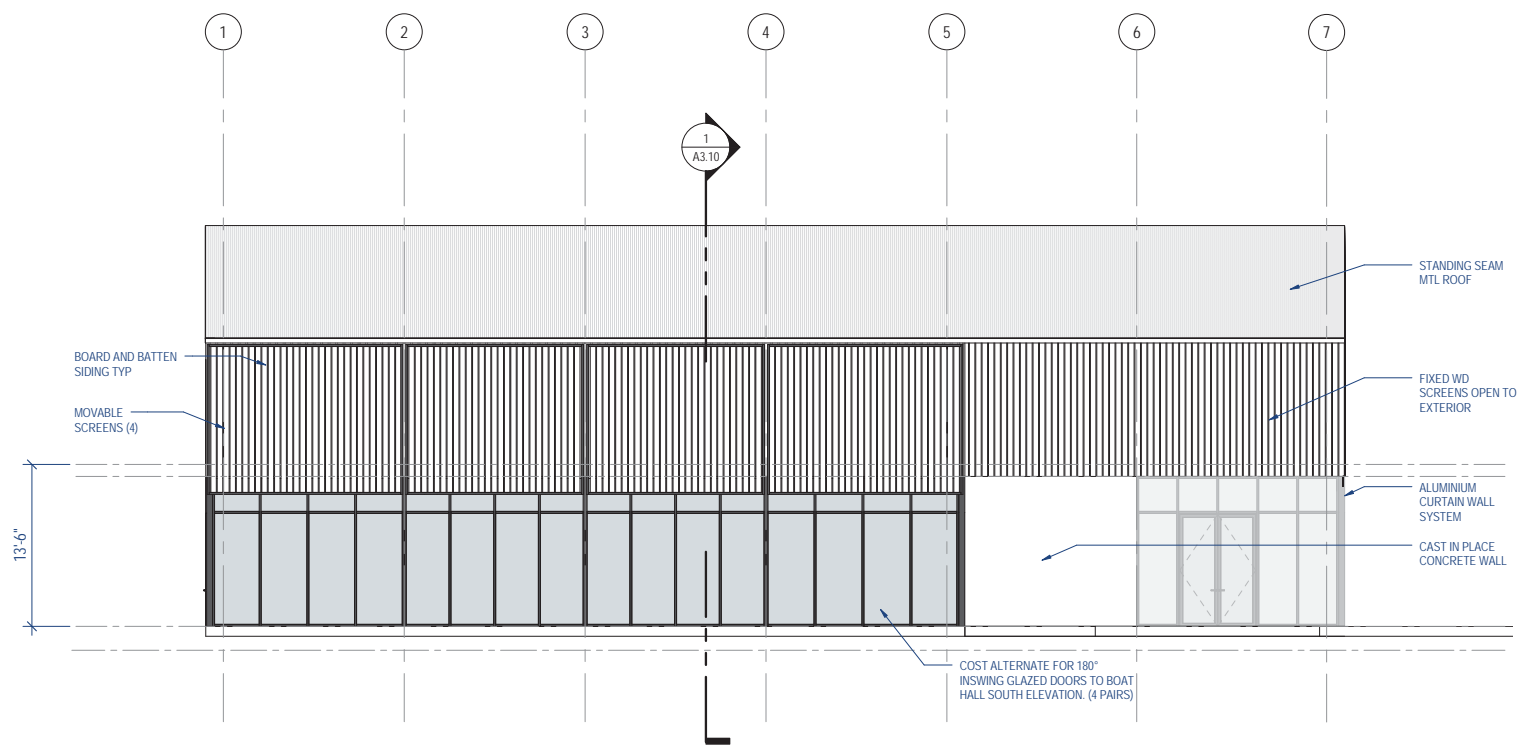 1
2
3
4
5
6
7
1
A3.10
STANDING SEAM
MTL ROOF
BOARD AND BATTEN
SIDING TYP
MOVABLE
SCREENS (4)
FIXED WD
SCREENS OPEN TO
EXTERIOR
13'-6"
ALUMINIUM
CURTAIN WALL
SYSTEM
CAST IN PLACE
CONCRETE WALL
COST ALTERNATE FOR 180°
INSWING GLAZED DOORS TO BOAT
HALL SOUTH ELEVATION. (4 PAIRS)